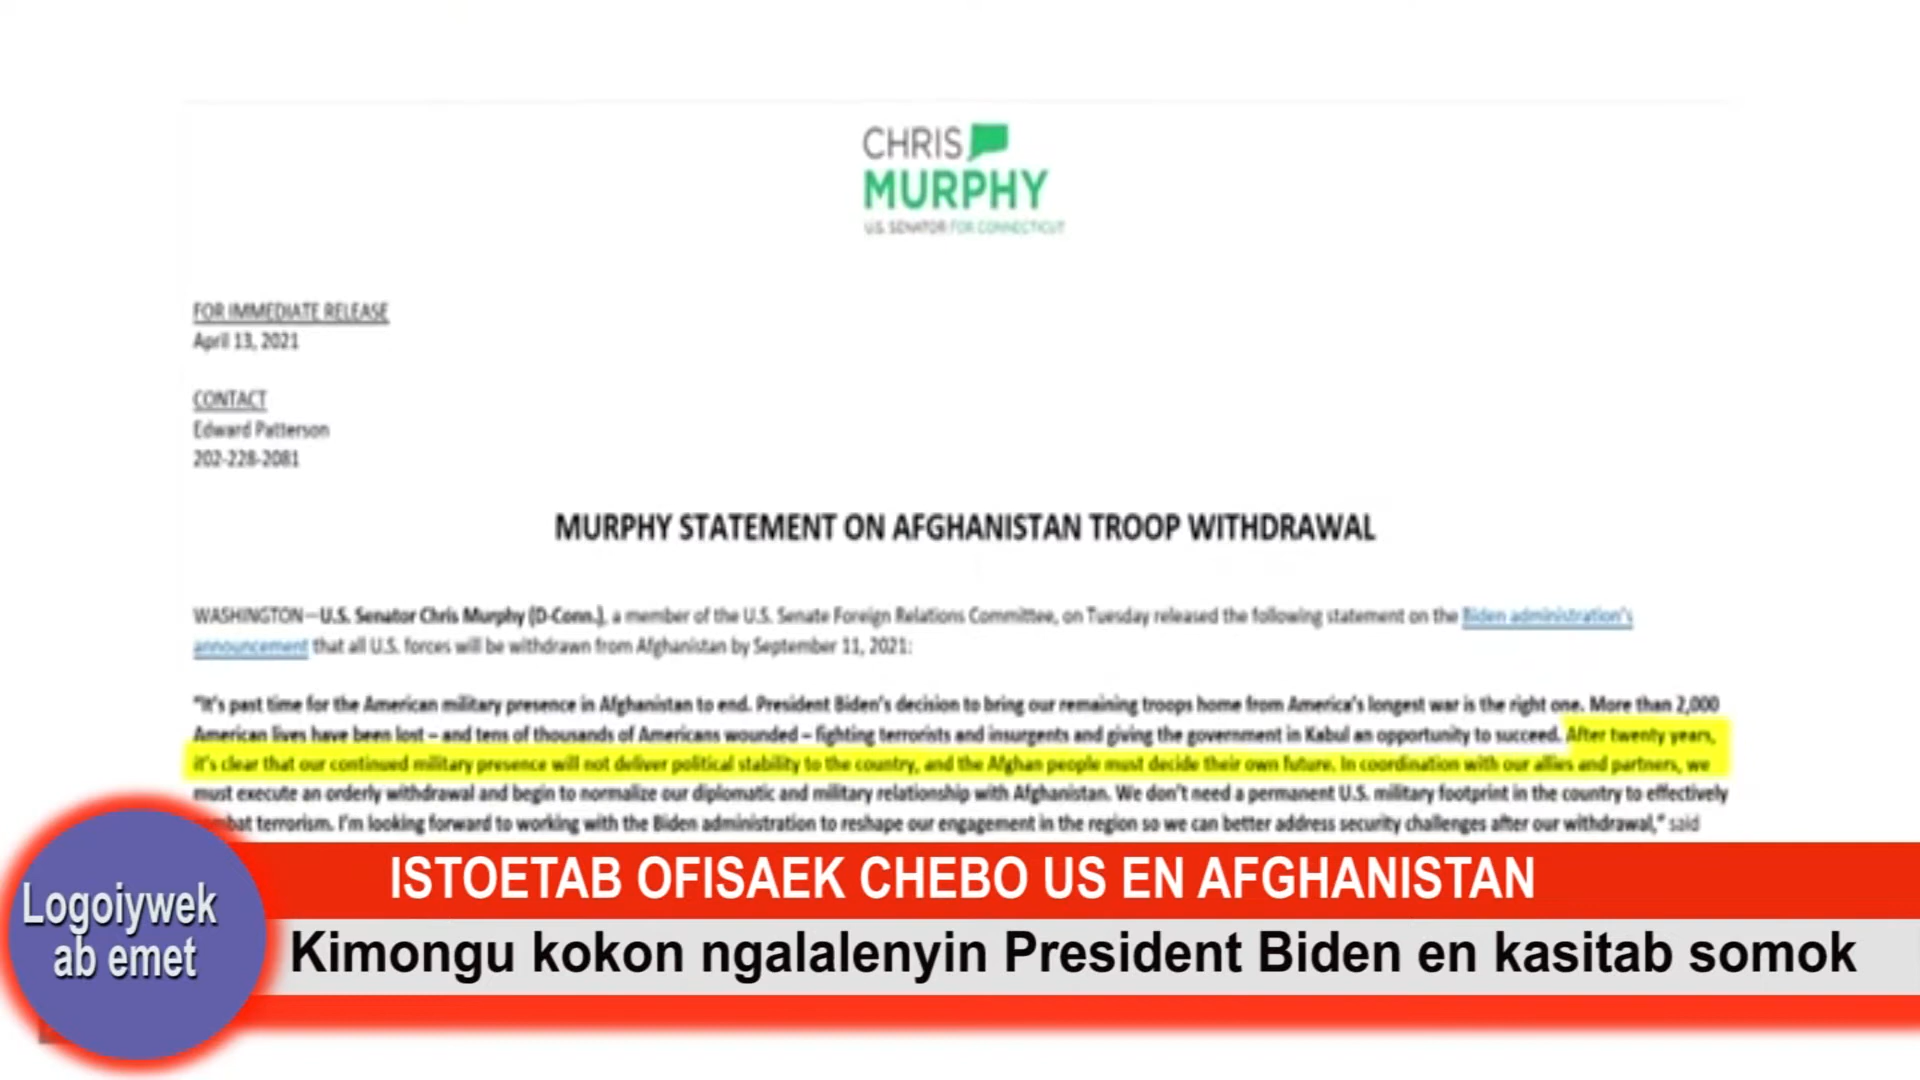 CHRIS
MURPHY
U.S. SENATOR FOR CONNECTICUT
FOR IMMEDIATE RELEASE
April 13, 2021
CONTACT
Edward Patterson
202-228-2081
MURPHY STATEMENT ON AFGHANISTAN TROOP WITHDRAWAL
WASHINGTON—U.S. Senator Chris Murphy (D-Conn.), a member of the U.S. Senate Foreign Relations Committee, on Tuesday released the following statement on the Biden administration's
announcement that all U.S. forces will be withdrawn from Afghanistan by September 11, 2021:
"It's past time for the American military presence in Afghanistan to end. President Biden's decision to bring our remaining troops home from America's longest war is the right one. More than 2,000
American lives have been lost – and tens of thousands of Americans wounded – fighting terrorists and insurgents and giving the government in Kabul an opportunity to succeed. After twenty years,
it's clear that our continued military presence will not deliver political stability to the country, and the Afghan people must decide their own future. In coordination with our allies and partners, we
must execute an orderly withdrawal and begin to normalize our diplomatic and military relationship with Afghanistan. We don't need a permanent U.S. military footprint in the country to effectively
terrorism. I'm looking forward to working with the Biden administration to reshape our engagement in the region so we can better address security challenges after our withdrawal," said
ISTOETAB OFISAEK CHEBO US EN AFGHANISTAN
Logoiywek
ab emet
Kimongu kokon ngalalenyin President Biden en kasitab somok